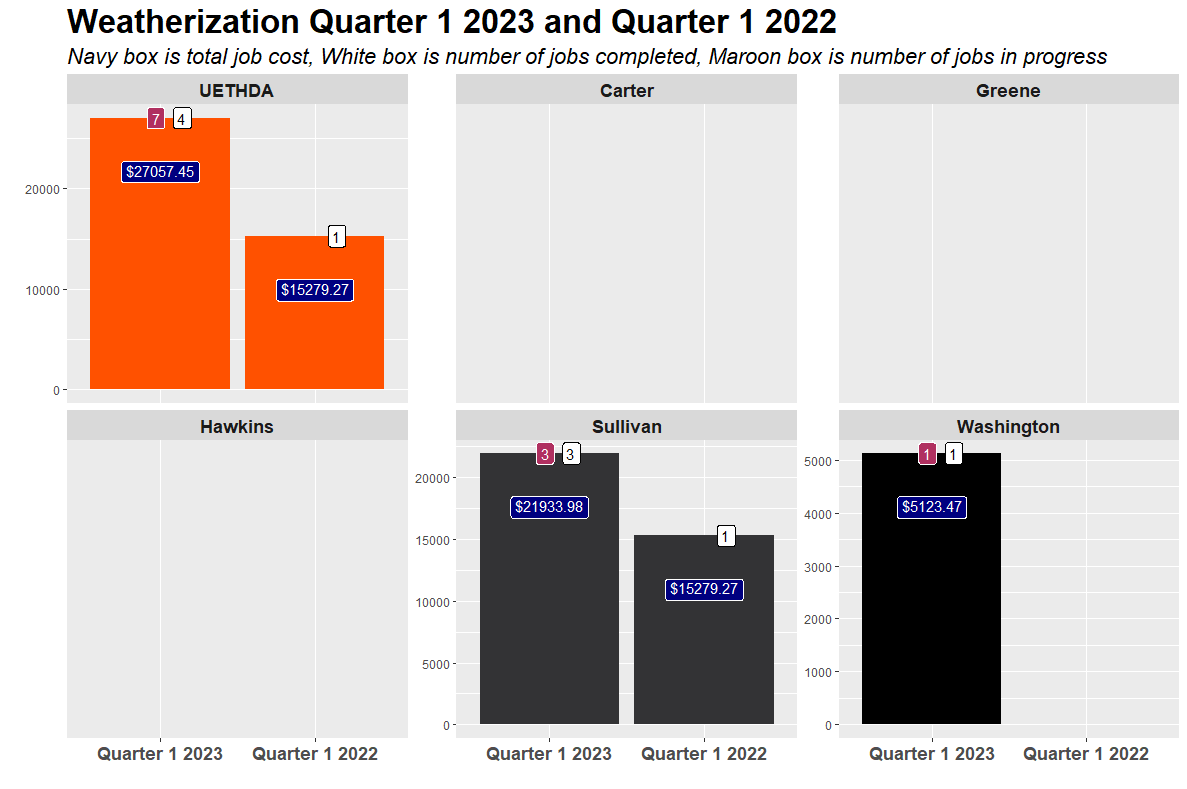 Weatherization Quarter 1 2023 and Quarter 1 2022
Navy box is total job cost, White box is number of jobs completed, Maroon box is number of jobs in progress
UETHDA
Carter
Greene
7 4
$27057.45
20000
1
$15279.27
10000
0
Hawkins
Sullivan
Washington
3 3
20000
$21933.98
15000
1
$15279.27
10000
5000
0
1 1
5000
$5123.47
4000
3000
2000
1000
0
Quarter 1 2023 Quarter 1 2022
Quarter 1 2023 Quarter 1 2022
Quarter 1 2023 Quarter 1 2022